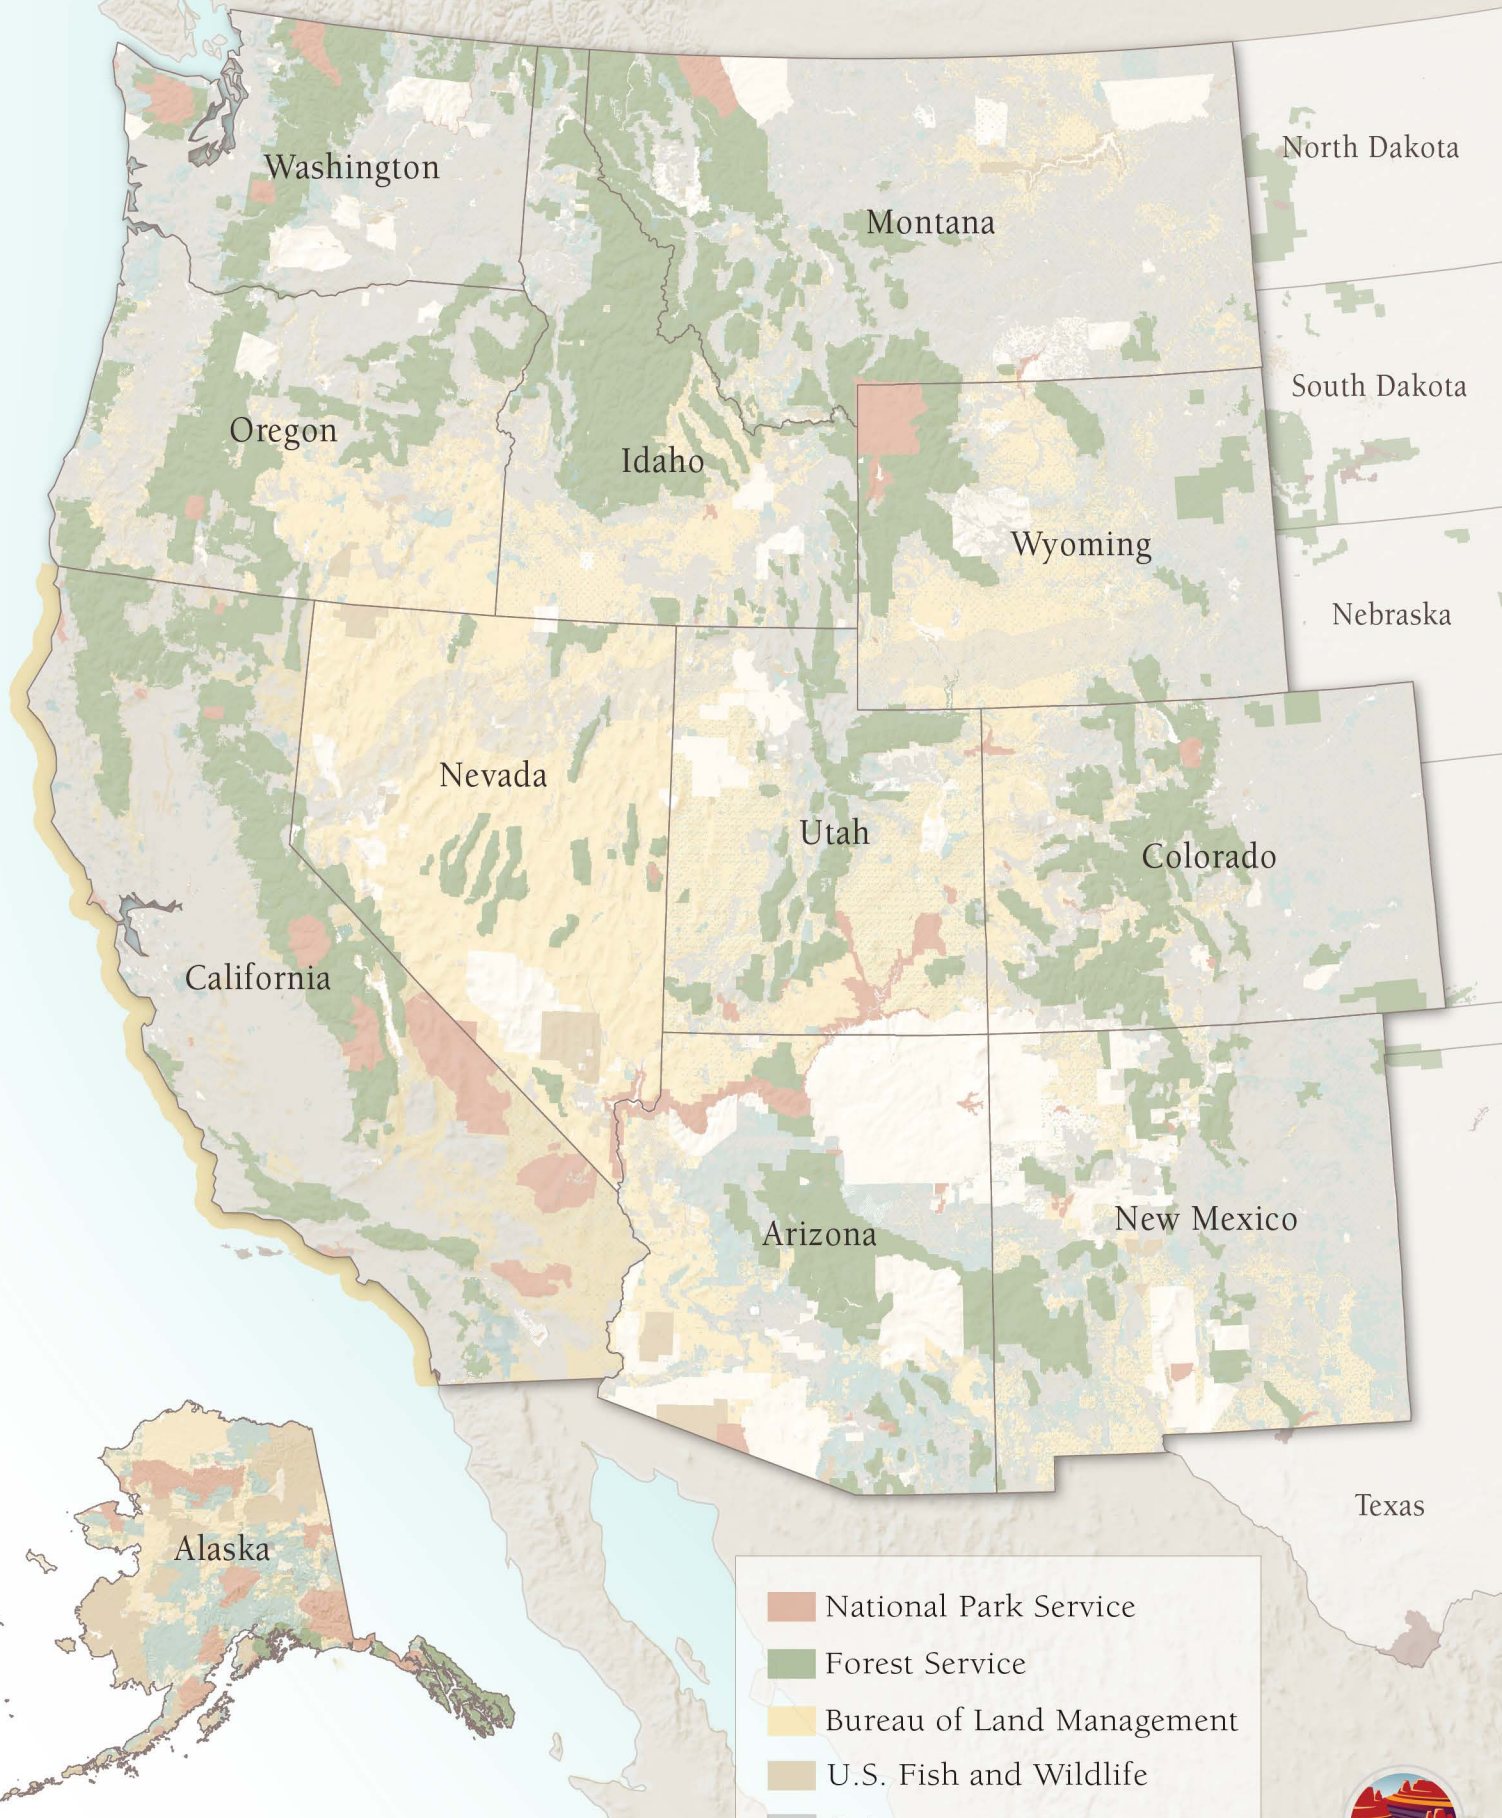 North Dakota
Washington
Montana
South Dakota
Oregon
Idaho
Wyoming
Nebraska
Nevada
Utah
Colorado
California
New Mexico
Arizona
Texas
Alaska
National Park Service
Forest Service
Bureau of Land Management
U.S. Fish and Wildlife